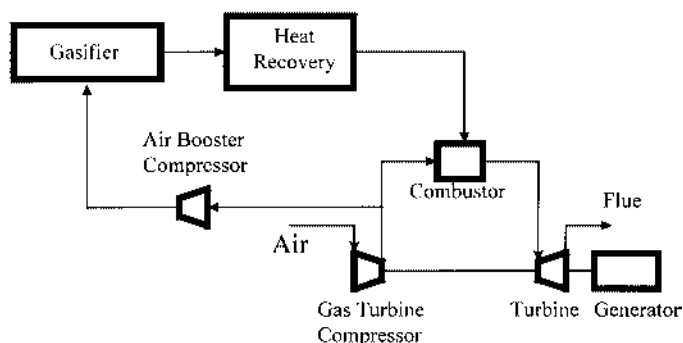 Gasifier
Heat
Recovery
Air Booster
Compressor
Combustor
Flue
Air
Gas Turbine
Compressor
Turbine
Generator